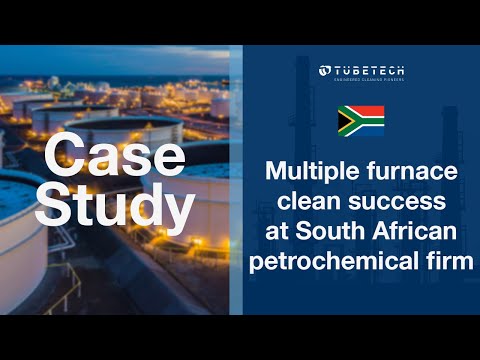 Case
Study
TUBETECH
ENGINEERED CLEANING PIONEERS
Multiple furnace
clean success
at South African
petrochemical firm